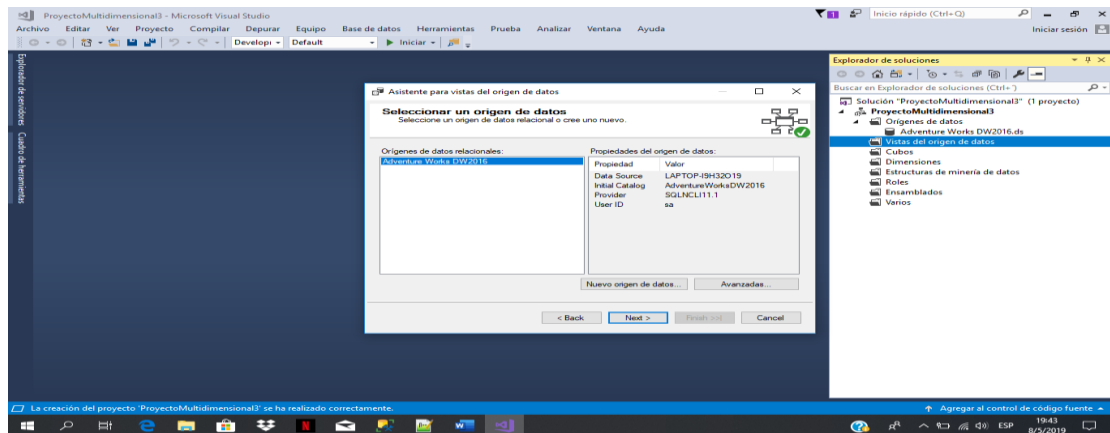 ProyectoMultidimensional3 - Microsoft Visual Studio
Inicio rápido (Ctrl+Q)
Archivo Editar Ver Proyecto Compilar Depurar Equipo Base de datos Herramientas Prueba Analizar Ventana Ayuda
Iniciar sesión
Develop Default Iniciar
Explorador de servidores
Cuadro de herramientas
Asistente para vistas del origen de datos
Seleccionar un origen de datos
Seleccione un origen de datos relacional o cree uno nuevo.
Orígenes de datos relacionales:
Adventure Works DW2016
Propiedades del origen de datos:
Propiedad Valor
Data Source LAPTOP-I9H32O19
Initial Catalog AdventureWorksDW2016
Provider SQLNCLI11.1
User ID sa
Nuevo origen de datos... Avanzadas...
< Back Next > Finish >>| Cancel
Explorador de soluciones
Buscar en Explorador de soluciones (Ctrl+')
Solución "ProyectoMultidimensional3" (1 proyecto)
ProyectoMultidimensional3
Orígenes de datos
Adventure Works DW2016.ds
Vistas del origen de datos
Cubos
Dimensiones
Estructuras de minería de datos
Roles
Ensamblados
Varios
La creación del proyecto 'ProyectoMultidimensional3' se ha realizado correctamente.
Agregar al control de código fuente
ESP
19:43
8/5/2019